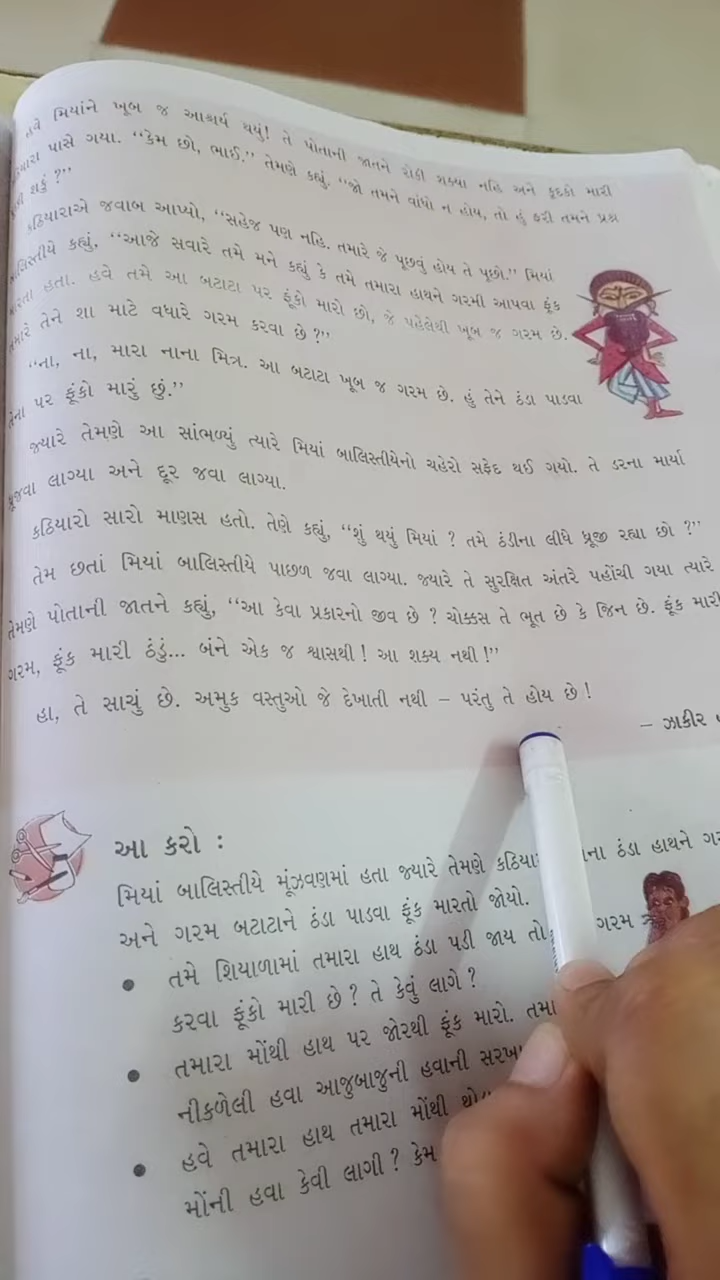 મિયાંને ખૂબ જ આશ્ચર્ય થયું! તે પોતાની જાતને રોકી શક્યા નહિ અને કૂદકો મારી
પાસે ગયા. “કેમ છો, ભાઈ.” તેમણે કહ્યું. “જો તમને વાંધો ન હોય, તો હું ફરી તમને પ્રશ્ન
શકું ?”
કઠિયારાએ જવાબ આપ્યો, “સહેજ પણ નહિ. તમારે જે પૂછવું હોય તે પૂછો.” મિયાં
બાલિસ્તીયે કહ્યું, “આજે સવારે તમે મને કહ્યું કે તમે તમારા હાથને ગરમી આપવા ફૂંક
મારતા હતા. હવે તમે આ બટાટા પર ફૂંકો મારો છો, જે પહેલેથી ખૂબ જ ગરમ છે.
તમારે તેને શા માટે વધારે ગરમ કરવા છે ?”
“ના, ના, મારા નાના મિત્ર. આ બટાટા ખૂબ જ ગરમ છે. હું તેને ઠંડા પાડવા
તેના પર ફૂંકો મારું છું.”
જ્યારે તેમણે આ સાંભળ્યું ત્યારે મિયાં બાલિસ્તીયેનો ચહેરો સફેદ થઈ ગયો. તે ડરના માર્યા
ધ્રૂજવા લાગ્યા અને દૂર જવા લાગ્યા.
કઠિયારો સારો માણસ હતો. તેણે કહ્યું, “શું થયું મિયાં ? તમે ઠંડીના લીધે ધ્રૂજી રહ્યા છો ?”
તેમ છતાં મિયાં બાલિસ્તીયે પાછળ જવા લાગ્યા. જ્યારે તે સુરક્ષિત અંતરે પહોંચી ગયા ત્યારે
તેમણે પોતાની જાતને કહ્યું, “આ કેવા પ્રકારનો જીવ છે ? ચોક્કસ તે ભૂત છે કે જિન છે. ફૂંક મારી
ગરમ, ફૂંક મારી ઠંડું... બંને એક જ શ્વાસથી ! આ શક્ય નથી !”
હા, તે સાચું છે. અમુક વસ્તુઓ જે દેખાતી નથી – પરંતુ તે હોય છે !
– ઝાકીર
આ કરો :
મિયાં બાલિસ્તીયે મૂંઝવણમાં હતા જ્યારે તેમણે ઠંડા હાથને
અને ગરમ બટાટાને ઠંડા પાડવા ફૂંક મારતો જોયો.
• તમે શિયાળામાં તમારા હાથ ઠંડા પડી જાય તો ગરમ
કરવા ફૂંકો મારી છે ? તે કેવું લાગે ?
• તમારા મોંથી હાથ પર જોરથી ફૂંક મારો.
નીકળેલી હવા આજુબાજુની હવાની
• હવે તમારા હાથ તમારા મોંથી
મોંની હવા કેવી લાગી ? કેમ